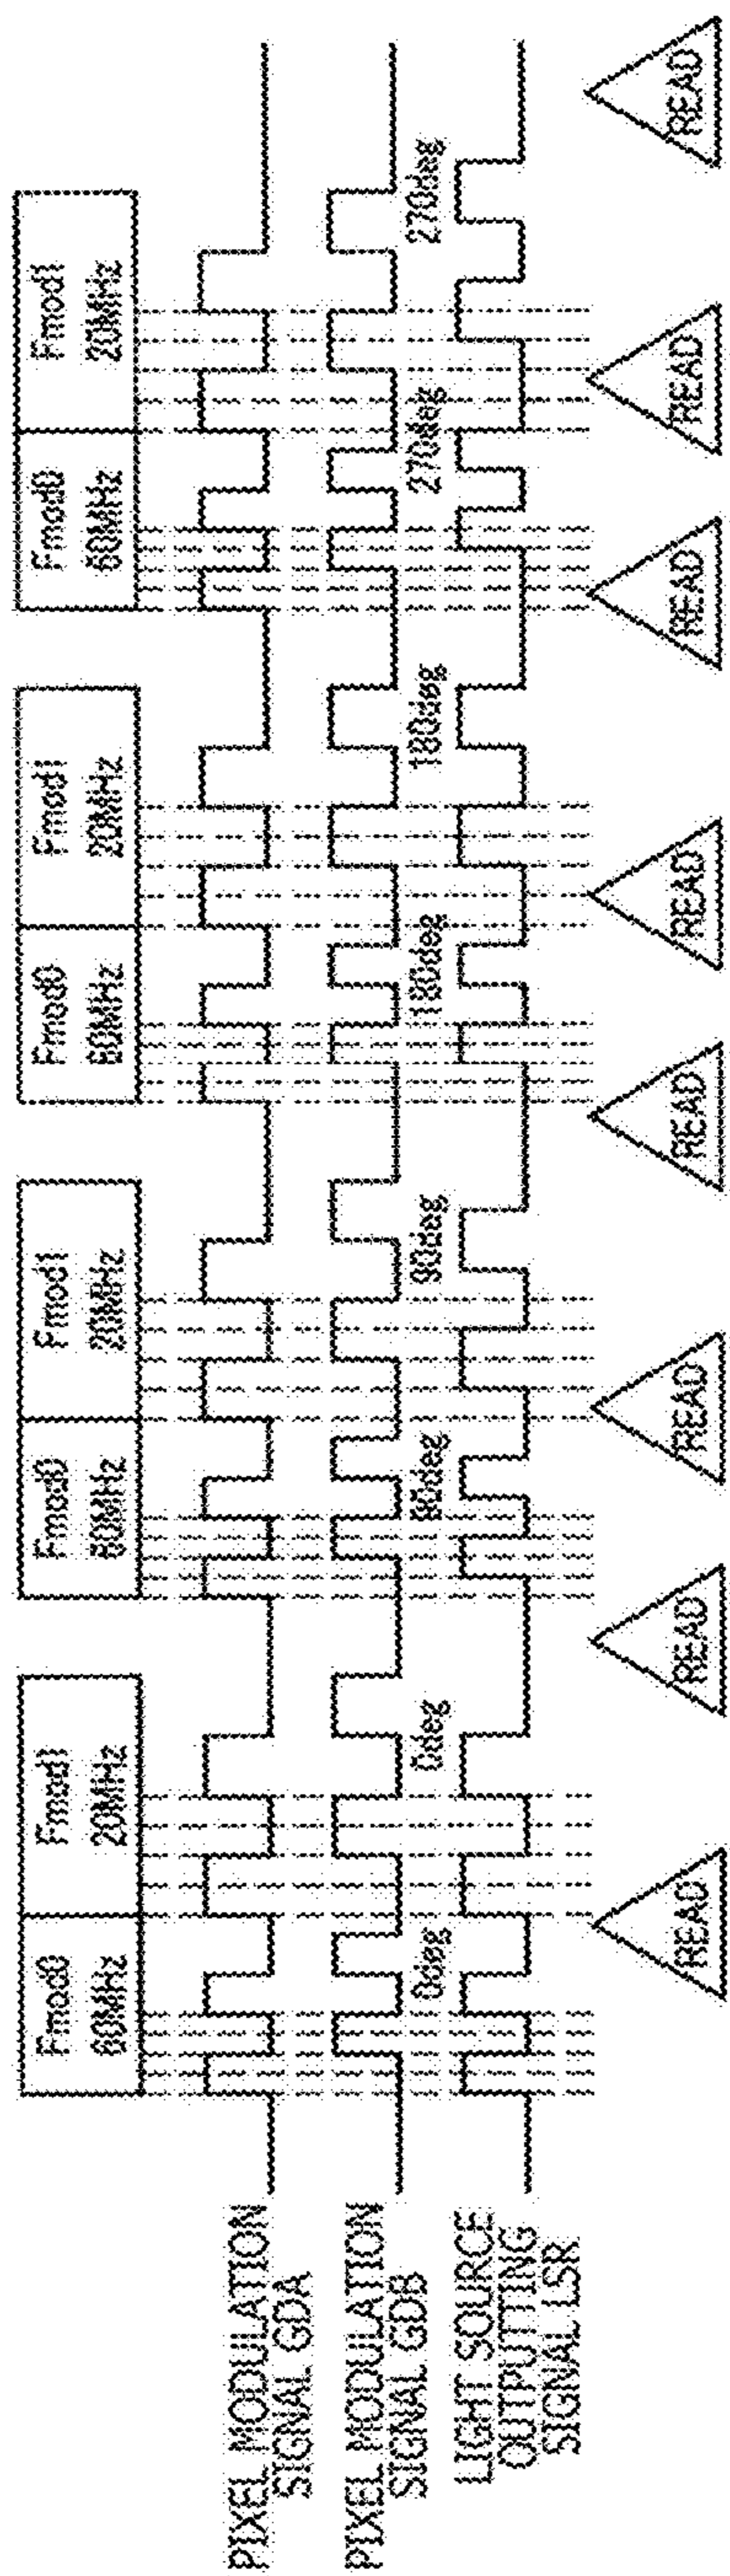 Fmod0
60MHz
Fmod1
20MHz
Fmod0
60MHz
Fmod1
20MHz
Fmod0
60MHz
Fmod1
20MHz
Fmod0
60MHz
Fmod1
20MHz
PIXEL MODULATION
SIGNAL GDA
PIXEL MODULATION
SIGNAL GDB
0deg
0deg
90deg
90deg
180deg
180deg
270deg
270deg
LIGHT SOURCE
OUTPUTTING
SIGNAL LSR
READ
READ
READ
READ
READ
READ
READ
READ